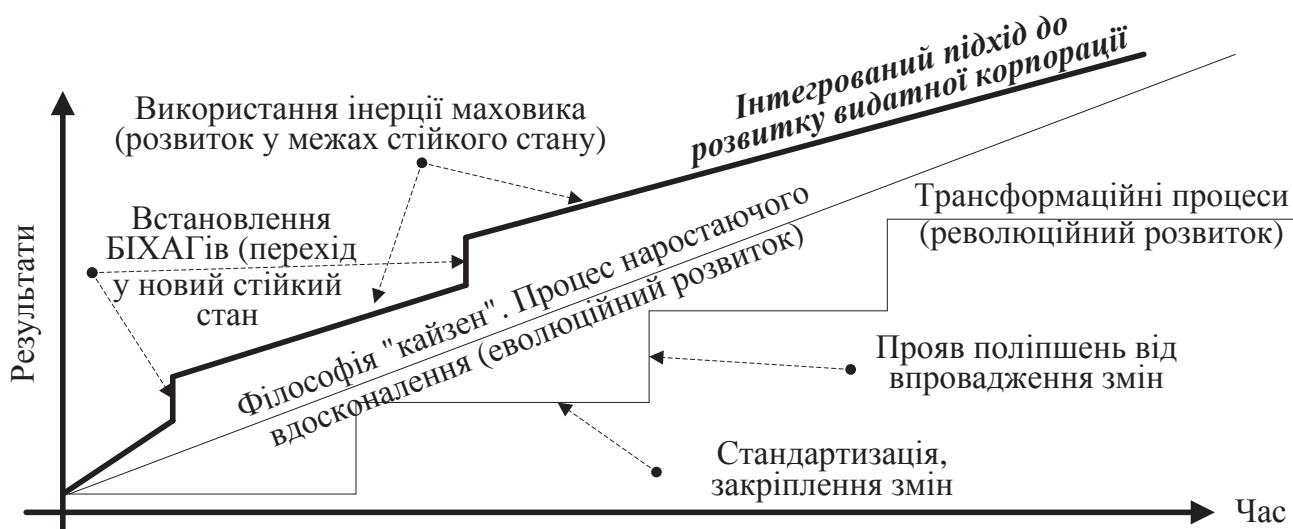 Інтегрований підхід до
розвитку видатної корпорації
Використання інерції маховика
(розвиток у межах стійкого стану)
Встановлення
БІХАГів (перехід
у новий стійкий
стан
Трансформаційні процеси
(революційний розвиток)
Результати
Філософія "кайзен". Процес наростаючого
вдосконалення (еволюційний розвиток)
Прояв поліпшень від
впровадження змін
Стандартизація,
закріплення змін
Час